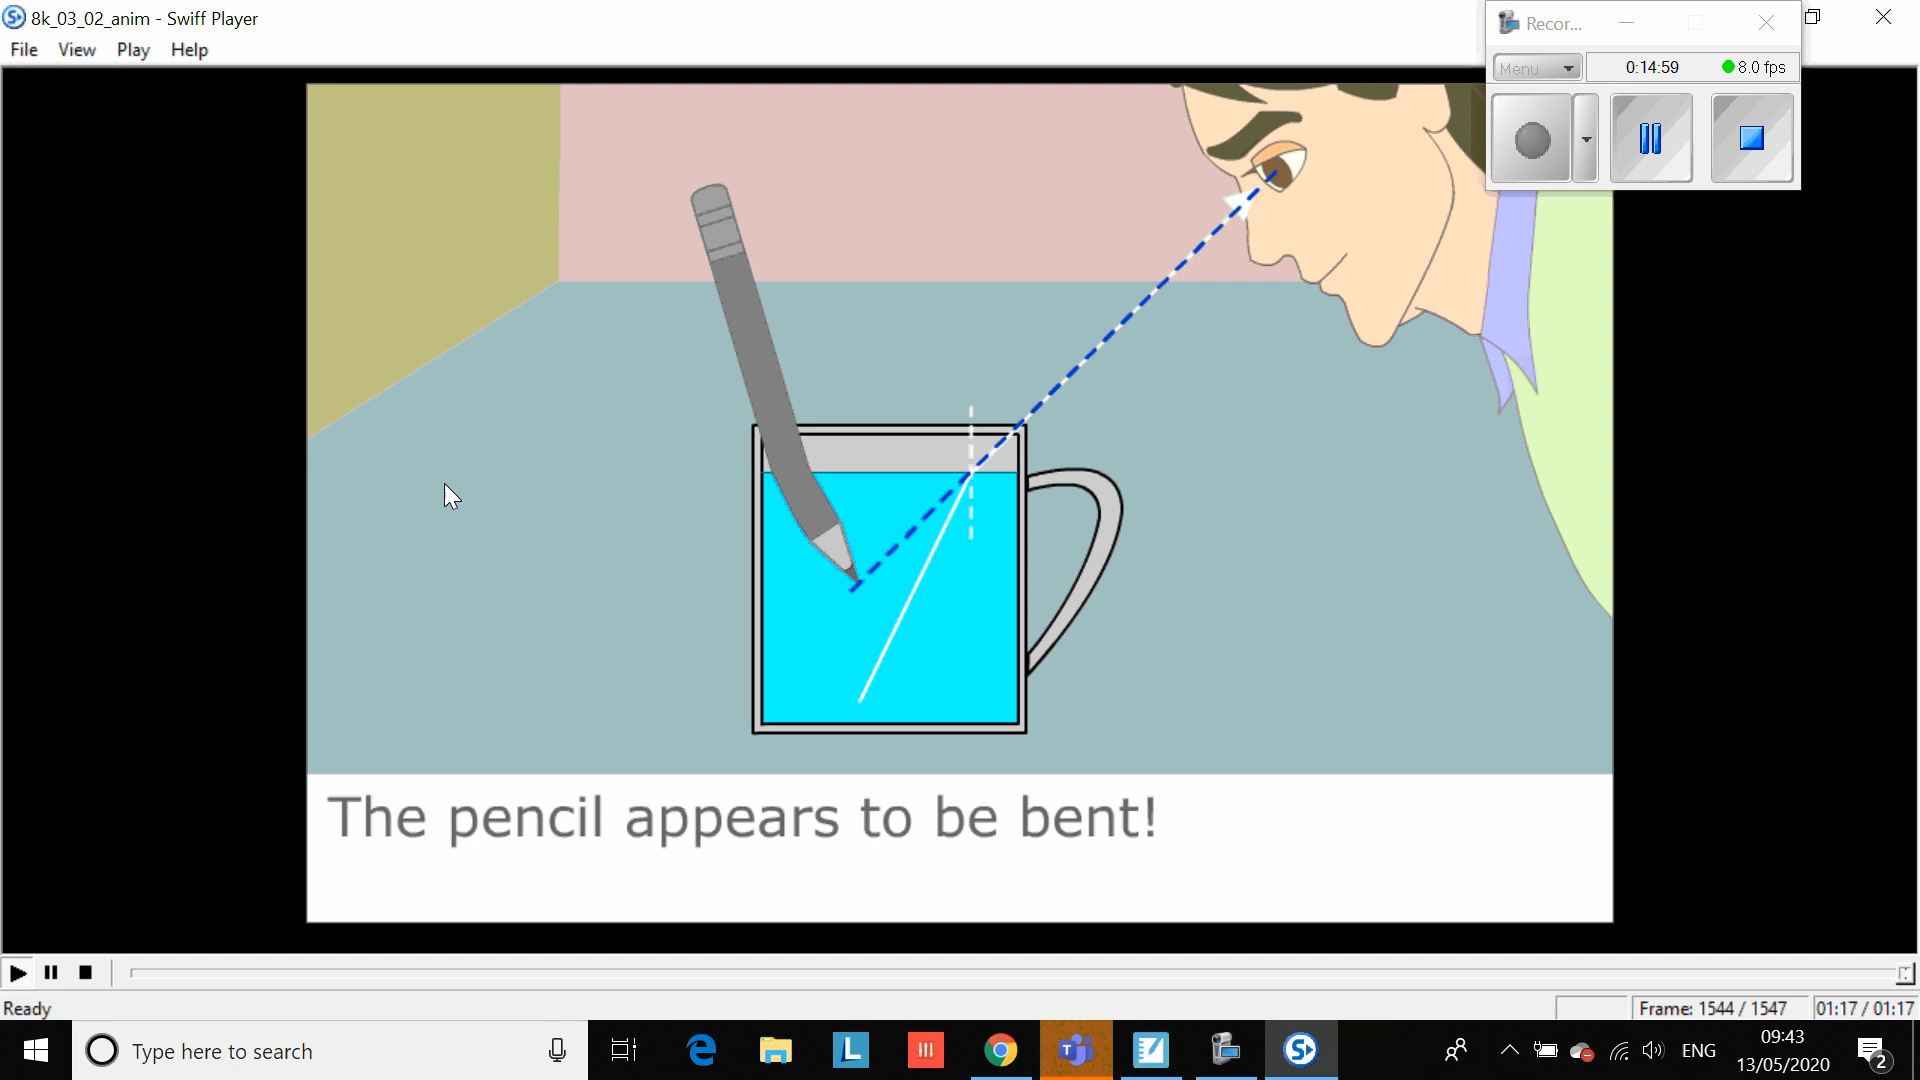 8k_03_02_anim - Swiff Player
Recor...
File View Play Help
Menu
0:14:59
8.0 fps
The pencil appears to be bent!
Ready
Frame: 1544 / 1547
01:17 / 01:17
Type here to search
ENG
09:43
13/05/2020
2